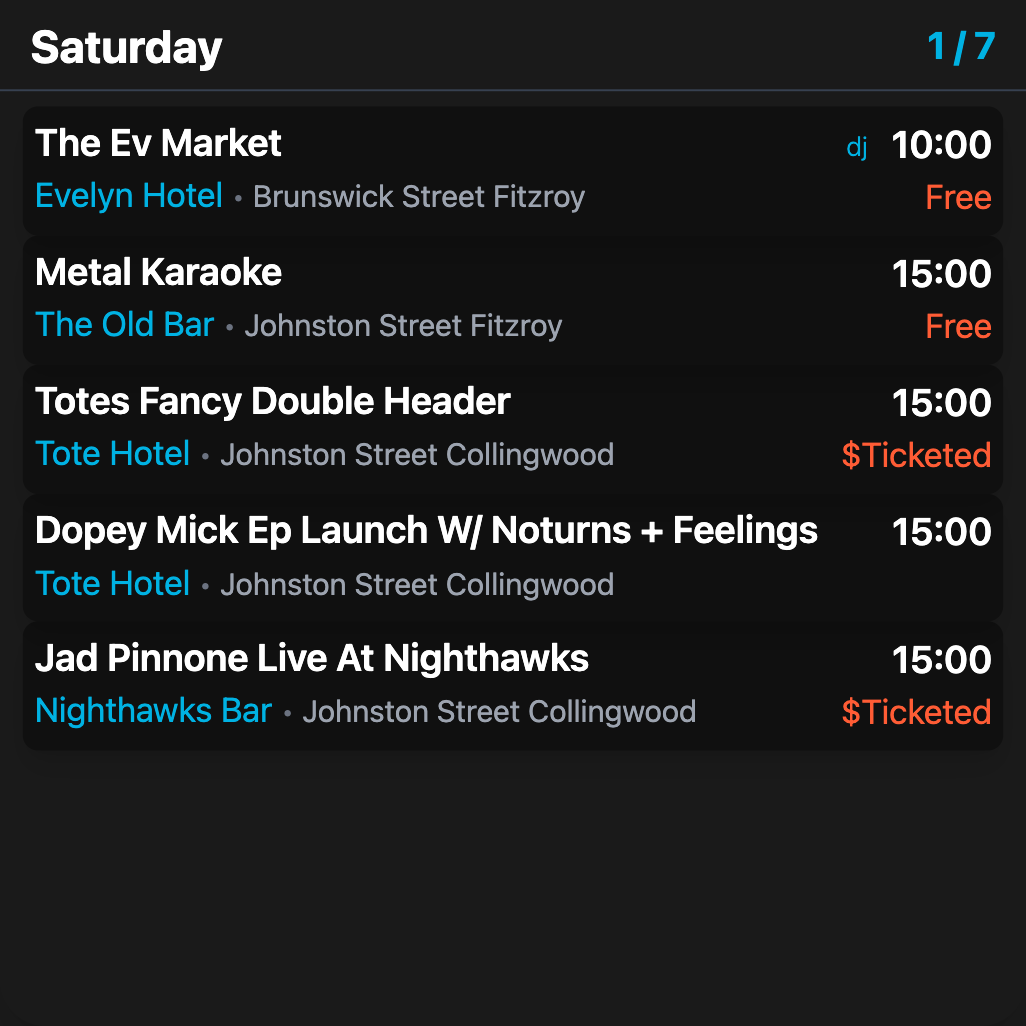 Saturday 1 / 7
The Ev Market dj 10:00
Evelyn Hotel • Brunswick Street Fitzroy Free
Metal Karaoke 15:00
The Old Bar • Johnston Street Fitzroy Free
Totes Fancy Double Header 15:00
Tote Hotel • Johnston Street Collingwood $Ticketed
Dopey Mick Ep Launch W/ Noturns + Feelings 15:00
Tote Hotel • Johnston Street Collingwood
Jad Pinnone Live At Nighthawks 15:00
Nighthawks Bar • Johnston Street Collingwood $Ticketed